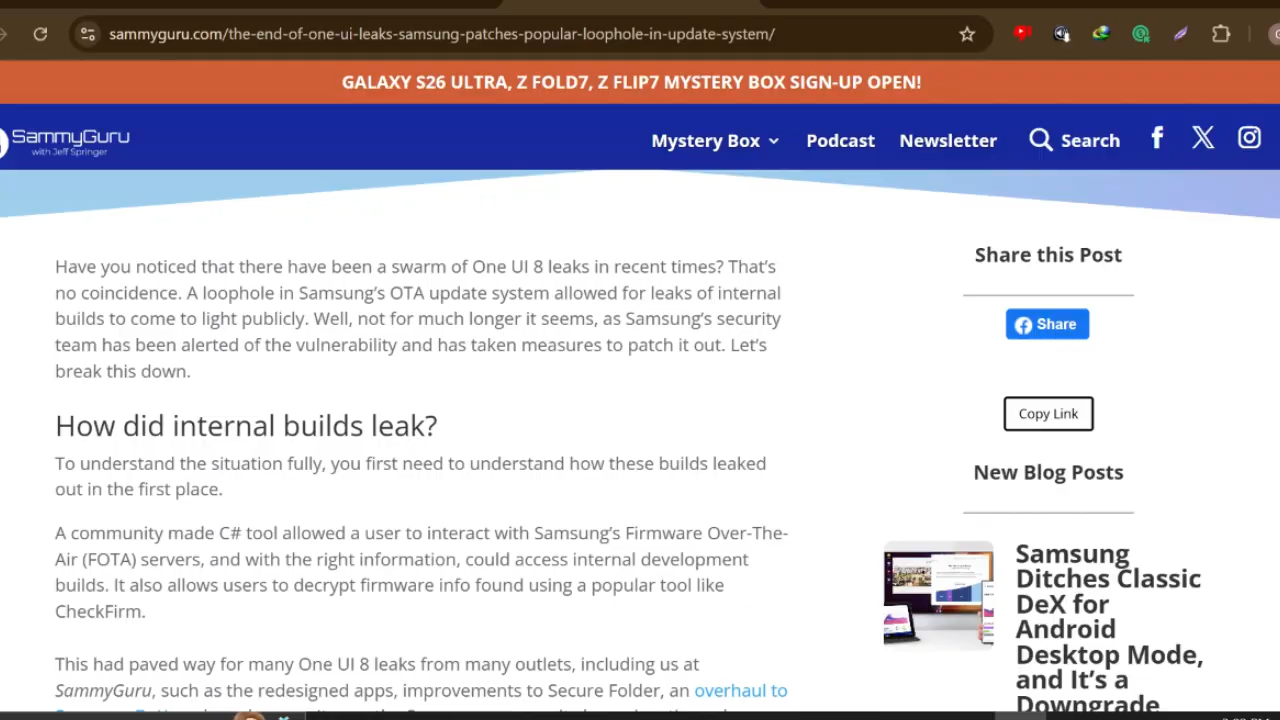 sammyguru.com/the-end-of-one-ui-leaks-samsung-patches-popular-loophole-in-update-system/
GALAXY S26 ULTRA, Z FOLD7, Z FLIP7 MYSTERY BOX SIGN-UP OPEN!
SammyGuru
with Jeff Springer
Mystery Box
Podcast
Newsletter
Search
Have you noticed that there have been a swarm of One UI 8 leaks in recent times? That's
no coincidence. A loophole in Samsung's OTA update system allowed for leaks of internal
builds to come to light publicly. Well, not for much longer it seems, as Samsung's security
team has been alerted of the vulnerability and has taken measures to patch it out. Let's
break this down.
How did internal builds leak?
To understand the situation fully, you first need to understand how these builds leaked
out in the first place.
A community made C# tool allowed a user to interact with Samsung's Firmware Over-The-
Air (FOTA) servers, and with the right information, could access internal development
builds. It also allows users to decrypt firmware info found using a popular tool like
CheckFirm.
This had paved way for many One UI 8 leaks from many outlets, including us at
SammyGuru, such as the redesigned apps, improvements to Secure Folder, an overhaul to
Share this Post
Share
Copy Link
New Blog Posts
Samsung
Ditches Classic
DeX for
Android
Desktop Mode,
and It's a
Downgrade